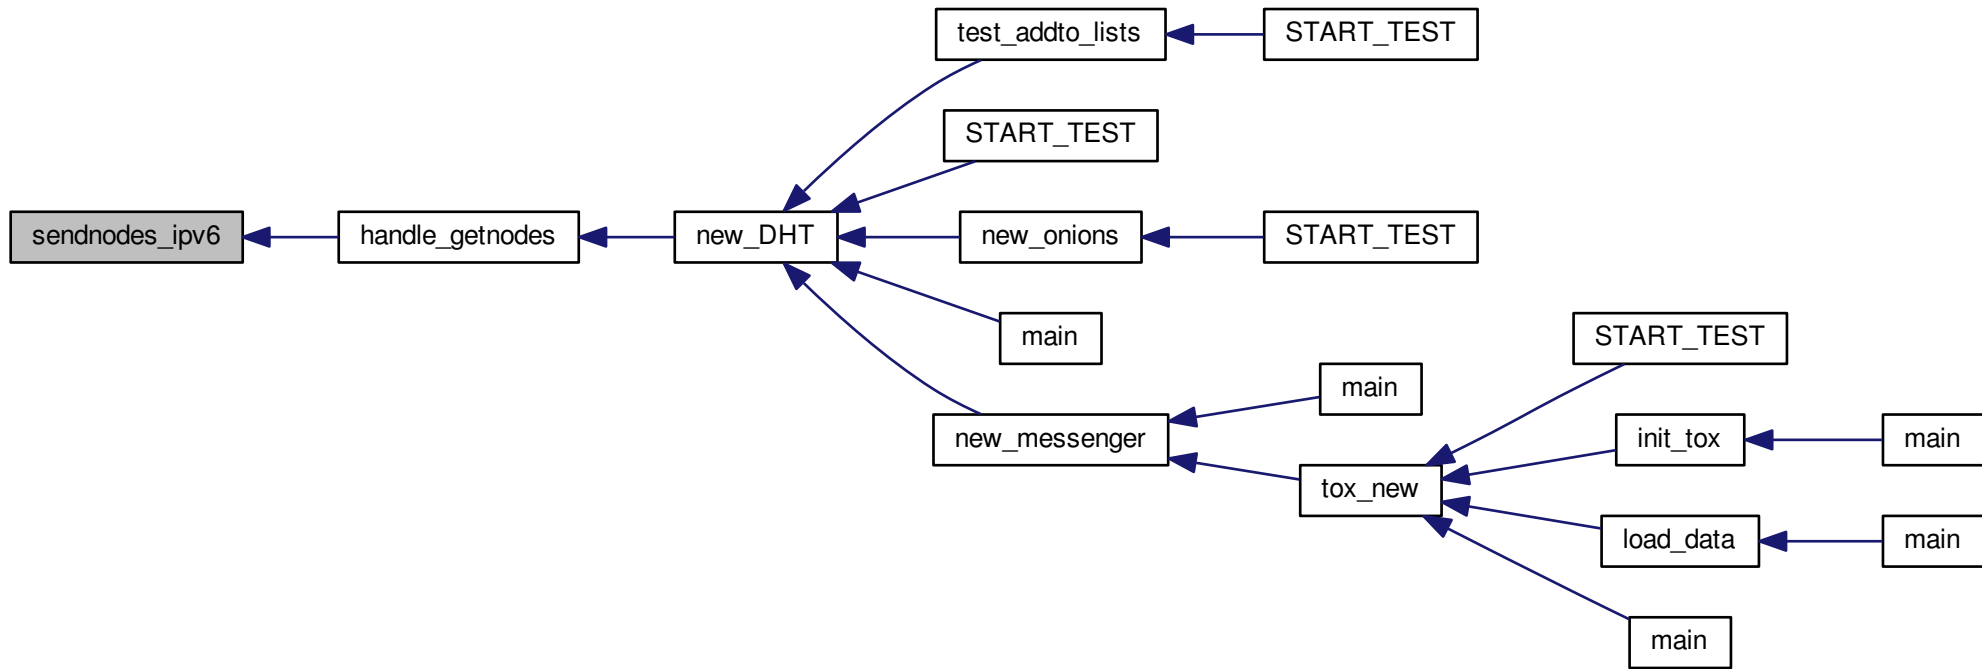 test_addto_lists
START_TEST
START_TEST
sendnodes_ipv6
handle_getnodes
new_DHT
new_onions
START_TEST
main
START_TEST
main
new_messenger
init_tox
main
tox_new
load_data
main
main